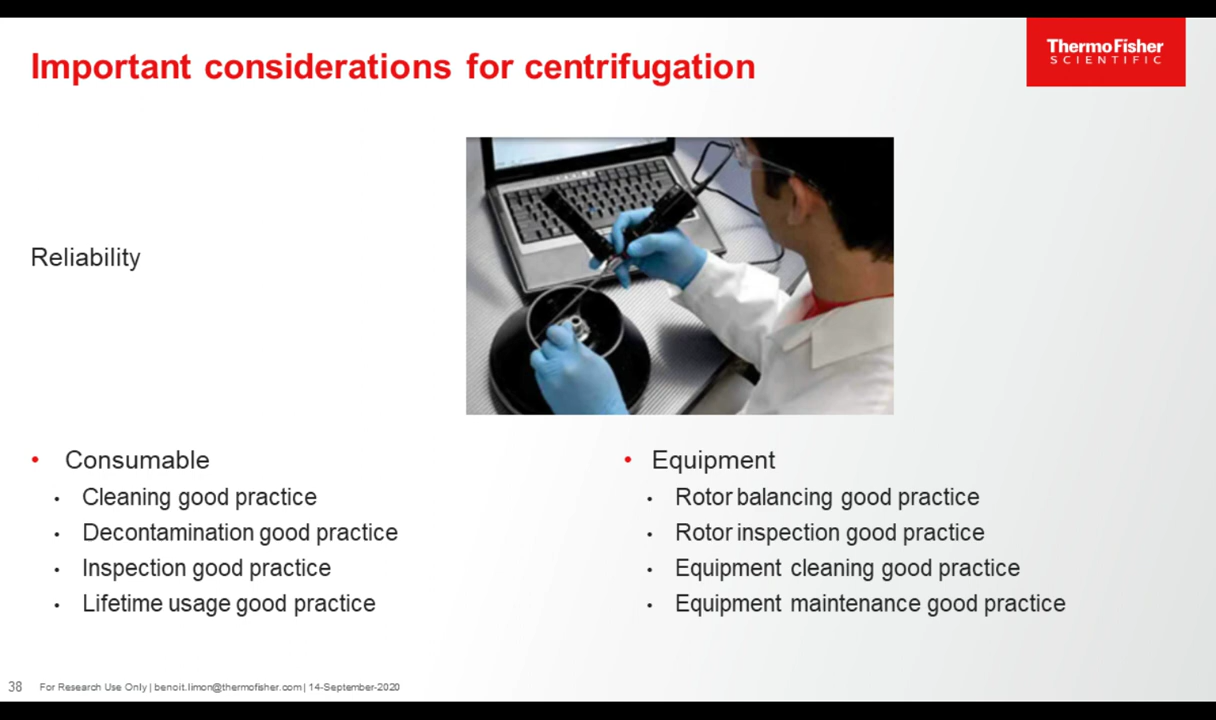 Important considerations for centrifugation
ThermoFisher
SCIENTIFIC
Reliability
• Consumable
• Cleaning good practice
• Decontamination good practice
• Inspection good practice
• Lifetime usage good practice
• Equipment
• Rotor balancing good practice
• Rotor inspection good practice
• Equipment cleaning good practice
• Equipment maintenance good practice
38 For Research Use Only | benoit.limon@thermofisher.com | 14-September-2020